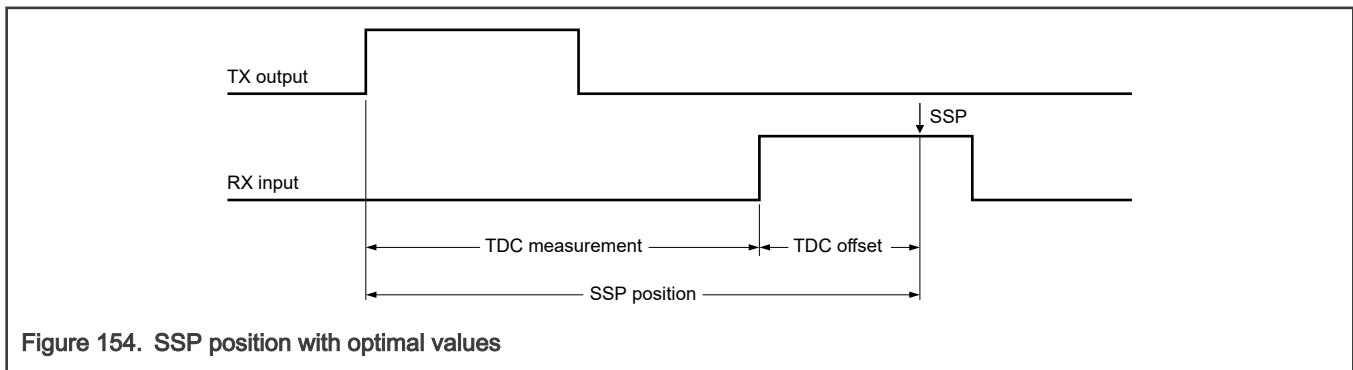 TX output
SSP
RX input
TDC measurement
TDC offset
SSP position
Figure 154. SSP position with optimal values